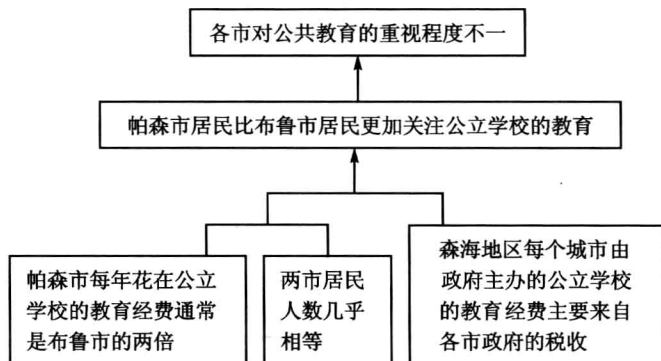 各市对公共教育的重视程度不一
帕森市居民比布鲁市居民更加关注公立学校的教育
帕森市每年花在公立
学校的教育经费通常
是布鲁市的两倍
两市居民
人数几乎
相等
森海地区每个城市由
政府主办的公立学校
的教育经费主要来自
各市政府的税收